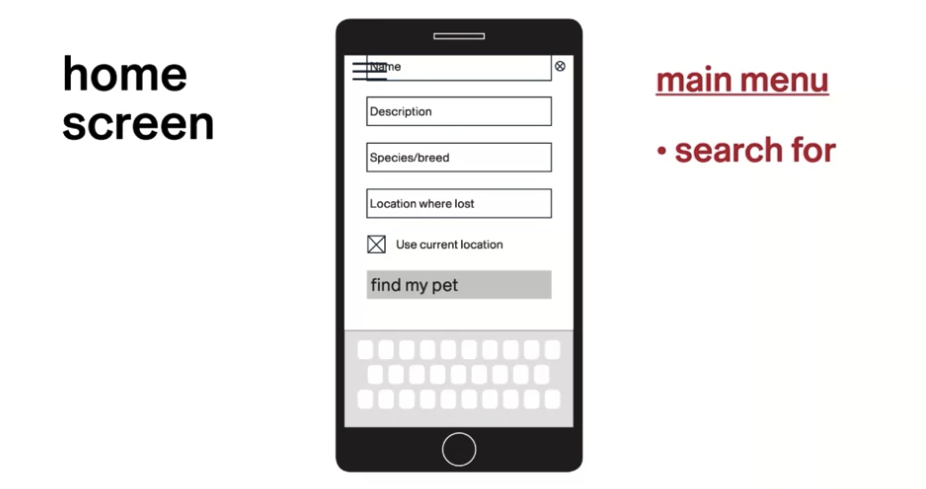 home
screen
Name
Description
Species/breed
Location where lost
Use current location
find my pet
main menu
• search for